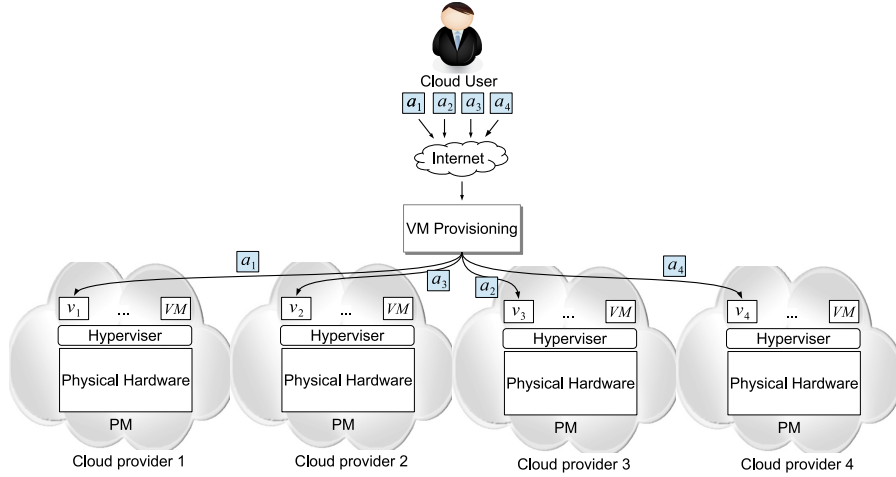 Cloud User
a1 a2 a3 a4
Internet
VM Provisioning
a1 a3 a2 a4
v1 ... VM v2 ... VM v3 ... VM v4 ... VM
Hyperviser Hyperviser Hyperviser Hyperviser
Physical Hardware Physical Hardware Physical Hardware Physical Hardware
PM PM PM PM
Cloud provider 1 Cloud provider 2 Cloud provider 3 Cloud provider 4